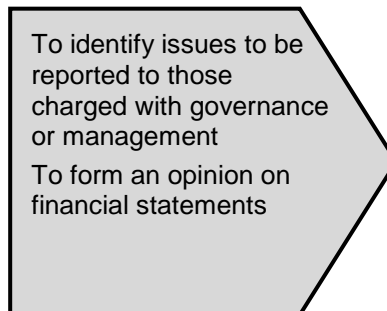 To identify issues to be
reported to those
charged with governance
or management
To form an opinion on
financial statements